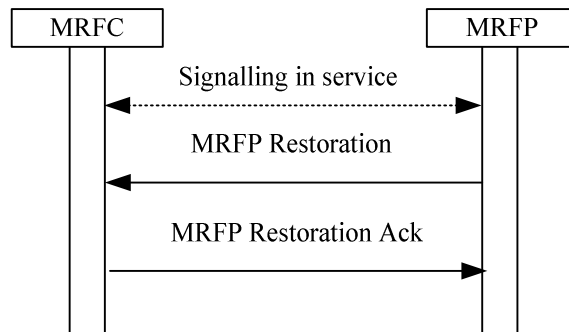 MRFC
MRFP
Signalling in service
MRFP Restoration
MRFP Restoration Ack